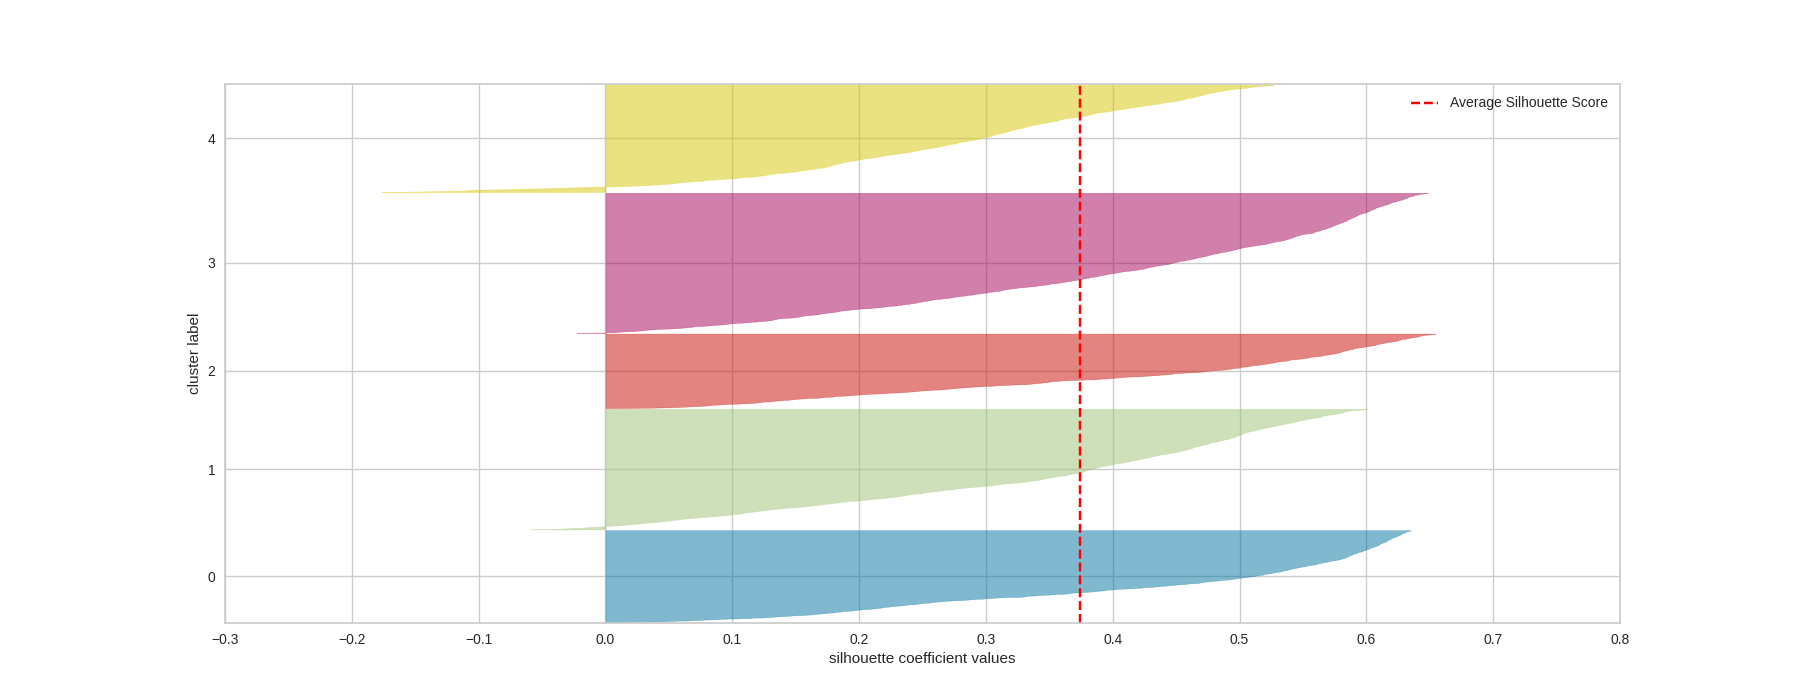 Average Silhouette Score
4
3
2
1
0
cluster label
−0.3 −0.2 −0.1 0.0 0.1 0.2 0.3 0.4 0.5 0.6 0.7 0.8
silhouette coefficient values